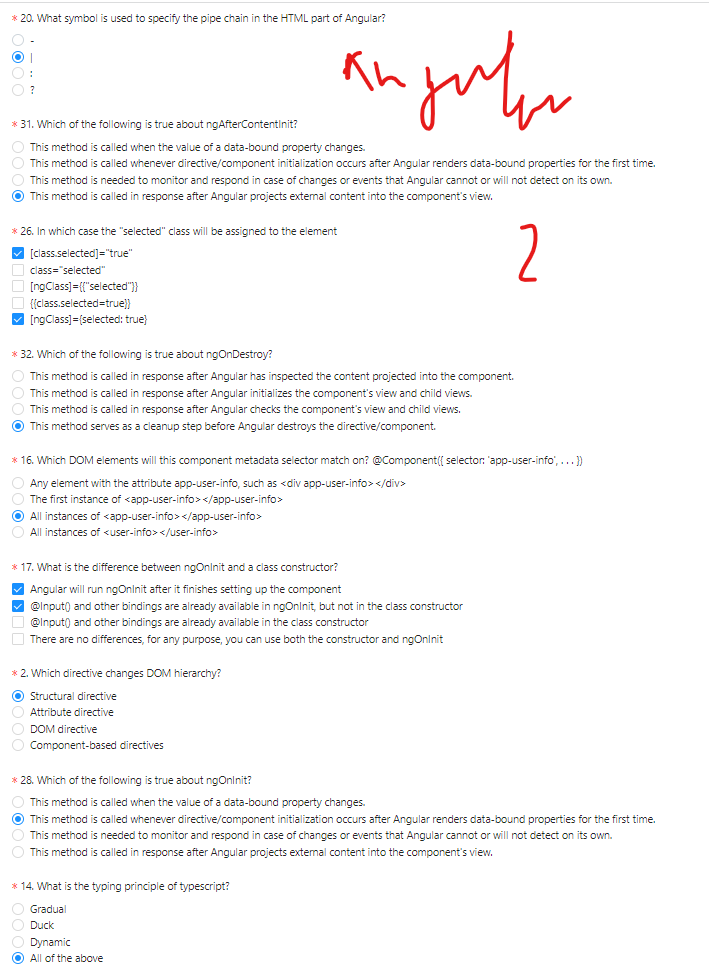 * 20. What symbol is used to specify the pipe chain in the HTML part of Angular?
-
|
:
?
* 31. Which of the following is true about ngAfterContentInit?
This method is called when the value of a data-bound property changes.
This method is called whenever directive/component initialization occurs after Angular renders data-bound properties for the first time.
This method is needed to monitor and respond in case of changes or events that Angular cannot or will not detect on its own.
This method is called in response after Angular projects external content into the component's view.
* 26. In which case the "selected" class will be assigned to the element
2
[class.selected]="true"
class="selected"
[ngClass]={{"selected"}}
{{class.selected=true}}
[ngClass]={selected: true}
* 32. Which of the following is true about ngOnDestroy?
This method is called in response after Angular has inspected the content projected into the component.
This method is called in response after Angular initializes the component's view and child views.
This method is called in response after Angular checks the component's view and child views.
This method serves as a cleanup step before Angular destroys the directive/component.
* 16. Which DOM elements will this component metadata selector match on? @Component({ selector: 'app-user-info', . . . })
Any element with the attribute app-user-info, such as <div app-user-info></div>
The first instance of <app-user-info></app-user-info>
All instances of <app-user-info></app-user-info>
All instances of <user-info></user-info>
* 17. What is the difference between ngOnInit and a class constructor?
Angular will run ngOnInit after it finishes setting up the component
@Input() and other bindings are already available in ngOnInit, but not in the class constructor
@Input() and other bindings are already available in the class constructor
There are no differences, for any purpose, you can use both the constructor and ngOnInit
* 2. Which directive changes DOM hierarchy?
Structural directive
Attribute directive
DOM directive
Component-based directives
* 28. Which of the following is true about ngOnInit?
This method is called when the value of a data-bound property changes.
This method is called whenever directive/component initialization occurs after Angular renders data-bound properties for the first time.
This method is needed to monitor and respond in case of changes or events that Angular cannot or will not detect on its own.
This method is called in response after Angular projects external content into the component's view.
* 14. What is the typing principle of typescript?
Gradual
Duck
Dynamic
All of the above